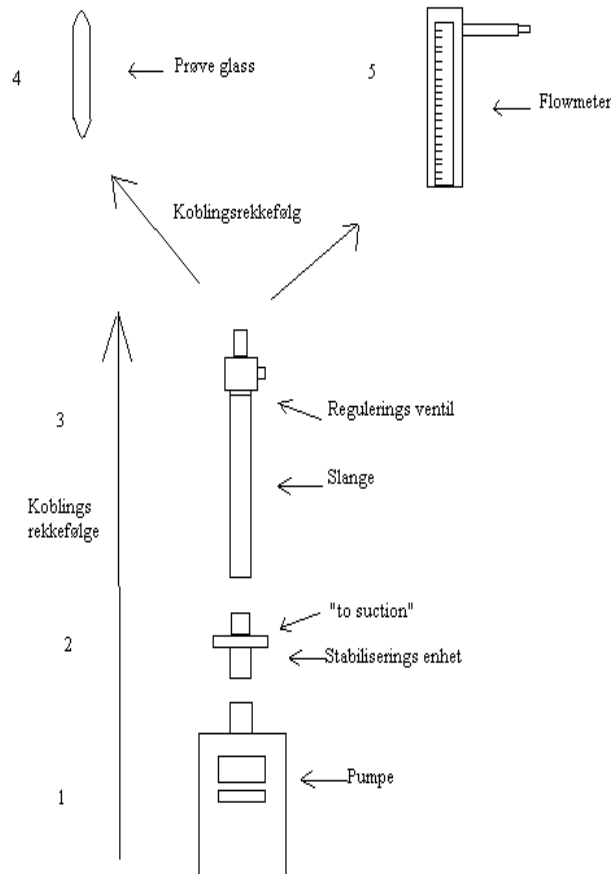 4
Prøve glass
5
Flowmeter
Koblingsrekkefølg
3
Regulerings ventil
Slange
Koblings
rekkefølge
"to suction"
2
Stabiliserings enhet
1
Pumpe